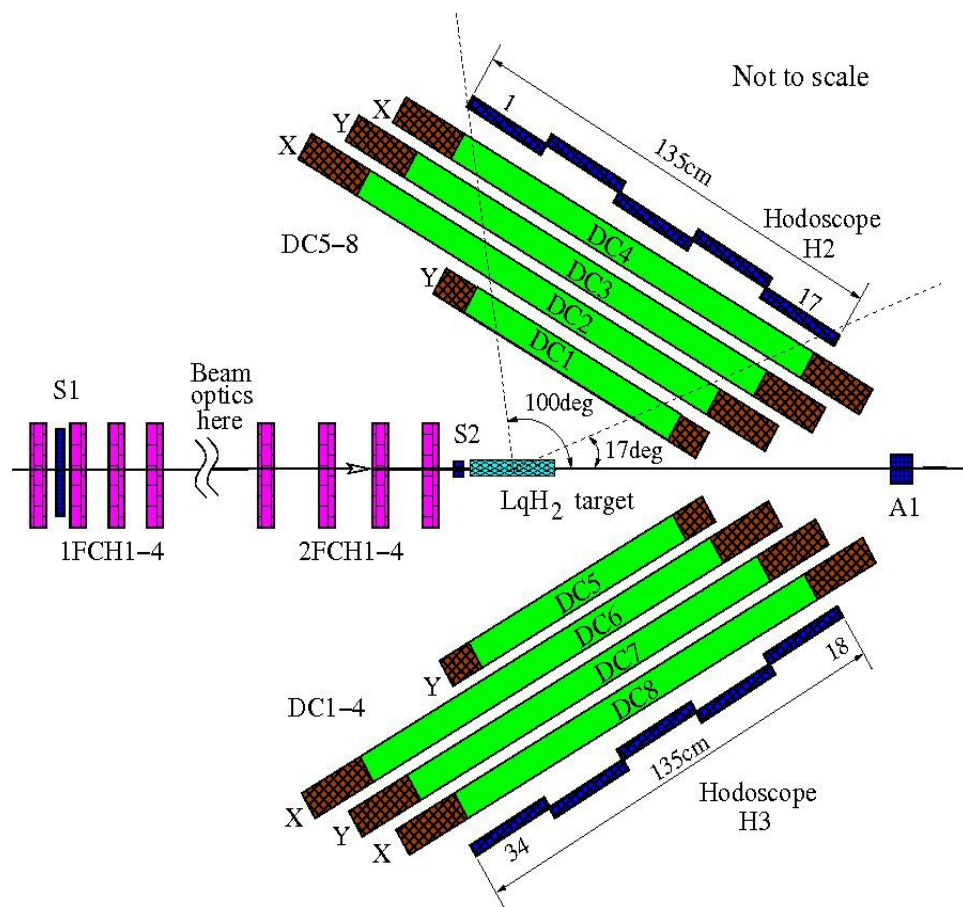 Not to scale
1
135cm
X
Y
X
Hodoscope
H2
DC4
DC3
DC2
DC1
DC5-8
Y
17
S1
Beam
optics
here
S2
100deg
17deg
LqH2 target
A1
1FCH1-4
2FCH1-4
DC5
DC6
DC7
DC8
Y
DC1-4
18
135cm
X
Y
X
34
Hodoscope
H3